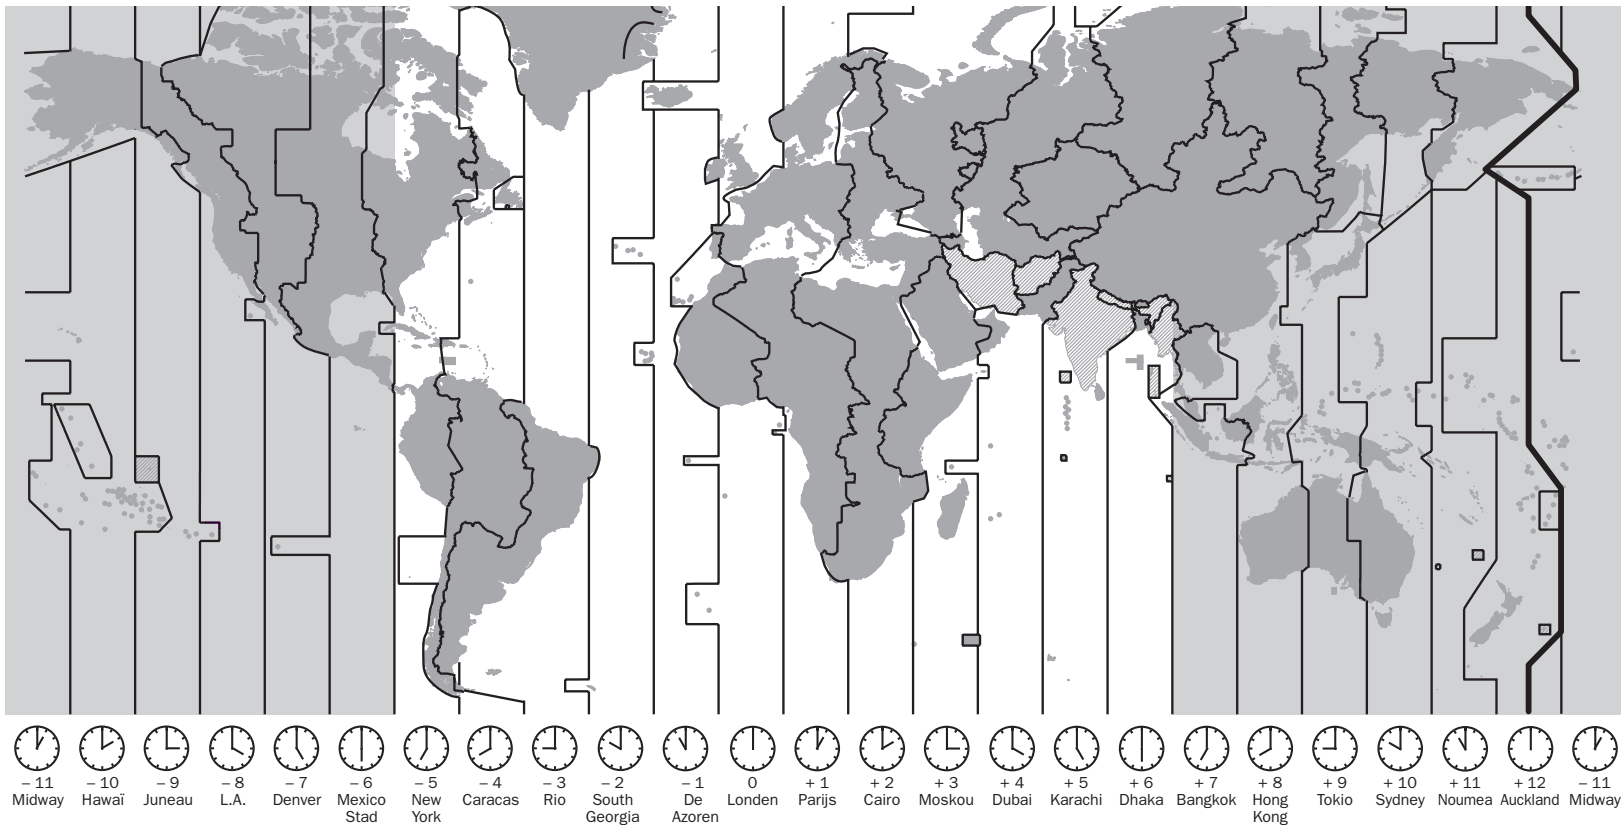 – 11 – 10 – 9 – 8 – 7 – 6 – 5 – 4 – 3 – 2 – 1 0 + 1 + 2 + 3 + 4 + 5 + 6 + 7 + 8 + 9 + 10 + 11 + 12 – 11
Midway Hawaï Juneau L.A. Denver Mexico New Caracas Rio South De Londen Parijs Cairo Moskou Dubai Karachi Dhaka Bangkok Hong Tokio Sydney Noumea Auckland Midway
Stad York Georgia Azoren Kong